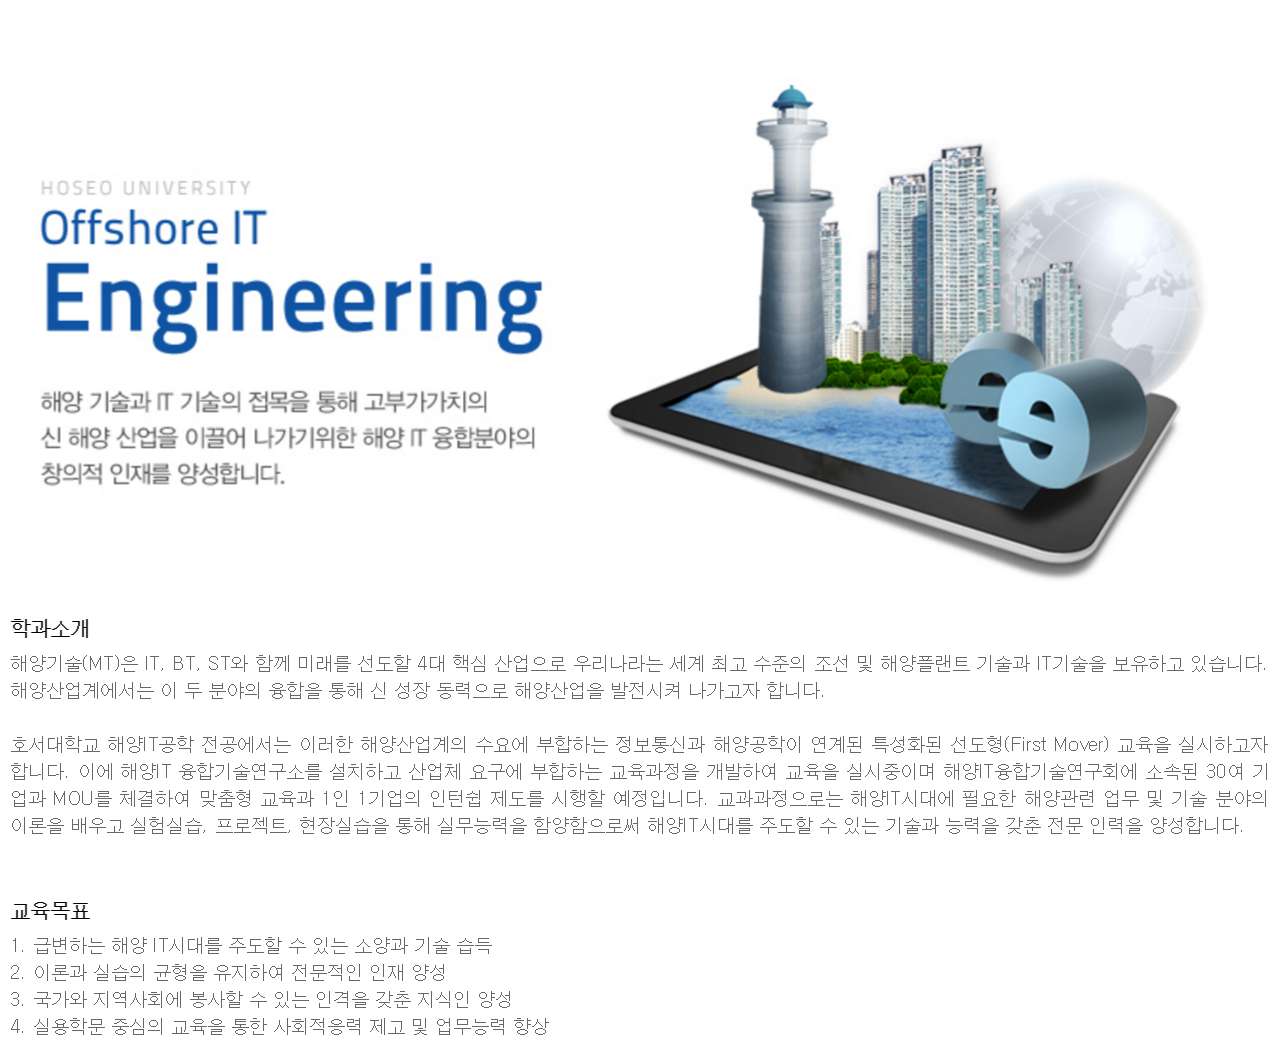 HOSEO UNIVERSITY
Offshore IT
Engineering
해양 기술과 IT 기술의 접목을 통해 고부가가치의
신 해양 산업을 이끌어 나가기위한 해양 IT 융합분야의
창의적 인재를 양성합니다.
학과소개
해양기술(MT)은 IT, BT, ST와 함께 미래를 선도할 4대 핵심 산업으로 우리나라는 세계 최고 수준의 조선 및 해양플랜트 기술과 IT기술을 보유하고 있습니다.
해양산업계에서는 이 두 분야의 융합을 통해 신 성장 동력으로 해양산업을 발전시켜 나가고자 합니다.
호서대학교 해양IT공학 전공에서는 이러한 해양산업계의 수요에 부합하는 정보통신과 해양공학이 연계된 특성화된 선도형(First Mover) 교육을 실시하고자
합니다. 이에 해양IT 융합기술연구소를 설치하고 산업체 요구에 부합하는 교육과정을 개발하여 교육을 실시중이며 해양IT융합기술연구회에 소속된 30여 기
업과 MOU를 체결하여 맞춤형 교육과 1인 1기업의 인턴쉽 제도를 시행할 예정입니다. 교과과정으로는 해양IT시대에 필요한 해양관련 업무 및 기술 분야의
이론을 배우고 실험실습, 프로젝트, 현장실습을 통해 실무능력을 함양함으로써 해양IT시대를 주도할 수 있는 기술과 능력을 갖춘 전문 인력을 양성합니다.
교육목표
1. 급변하는 해양 IT시대를 주도할 수 있는 소양과 기술 습득
2. 이론과 실습의 균형을 유지하여 전문적인 인재 양성
3. 국가와 지역사회에 봉사할 수 있는 인격을 갖춘 지식인 양성
4. 실용학문 중심의 교육을 통한 사회적응력 제고 및 업무능력 향상